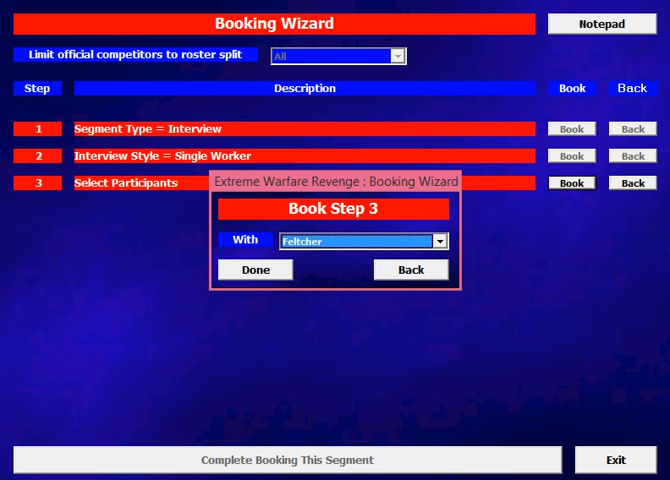 Booking Wizard
Notepad
Limit official competitors to roster split
All
Step
Description
Book
Back
1
Segment Type = Interview
Book
Back
2
Interview Style = Single Worker
Book
Back
3
Select Participants
Book
Back
Extreme Warfare Revenge : Booking Wizard
Book Step 3
With
Feltcher
Done
Back
Complete Booking This Segment
Exit